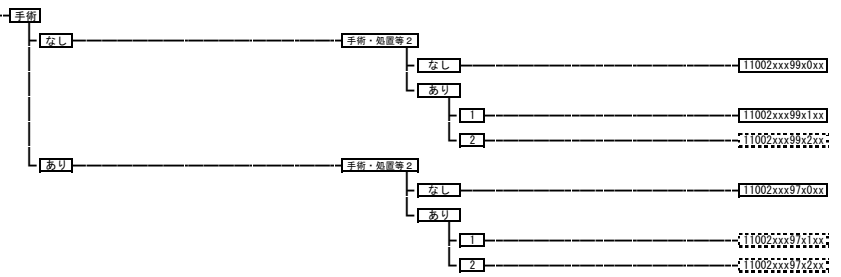 手術
なし 手術・処置等2
なし 11002xxx99x0xx
あり
1 11002xxx99x1xx
2 11002xxx99x2xx
あり 手術・処置等2
なし 11002xxx97x0xx
あり
1 11002xxx97x1xx
2 11002xxx97x2xx